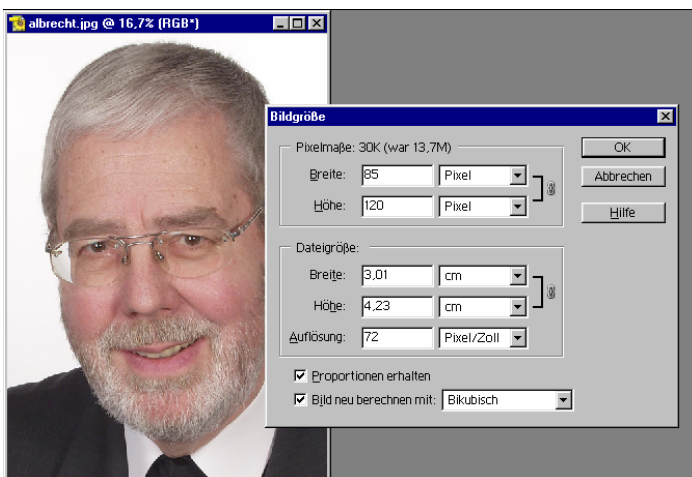 albrecht.jpg @ 16,7% (RGB*)
Bildgröße
Pixelmaße: 30K (war 13,7M)
Breite: 85 Pixel
Höhe: 120 Pixel
Dateigröße:
Breite: 3,01 cm
Höhe: 4,23 cm
Auflösung: 72 Pixel/Zoll
Proportionen erhalten
Bild neu berechnen mit: Bikubisch
OK
Abbrechen
Hilfe